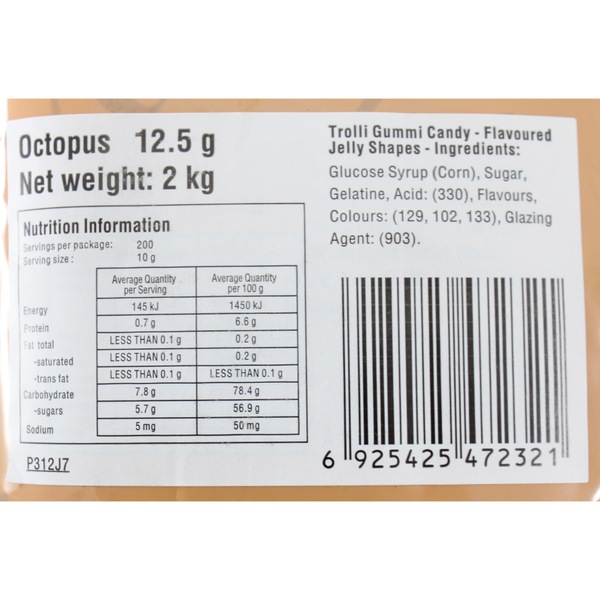 Octopus 12.5 g
Net weight: 2 kg
Nutrition Information
Servings per package: 200
Serving size : 10 g
Average Quantity per Serving Average Quantity per 100 g
Energy 145 kJ 1450 kJ
Protein 0.7 g 6.6 g
Fat total LESS THAN 0.1 g 0.2 g
-saturated LESS THAN 0.1 g 0.2 g
-trans fat LESS THAN 0.1 g LESS THAN 0.1 g
Carbohydrate 7.8 g 78.4 g
-sugars 5.7 g 56.9 g
Sodium 5 mg 50 mg
P312J7
Trolli Gummi Candy - Flavoured
Jelly Shapes - Ingredients:
Glucose Syrup (Corn), Sugar,
Gelatine, Acid: (330), Flavours,
Colours: (129, 102, 133), Glazing
Agent: (903).
6 925425 472321